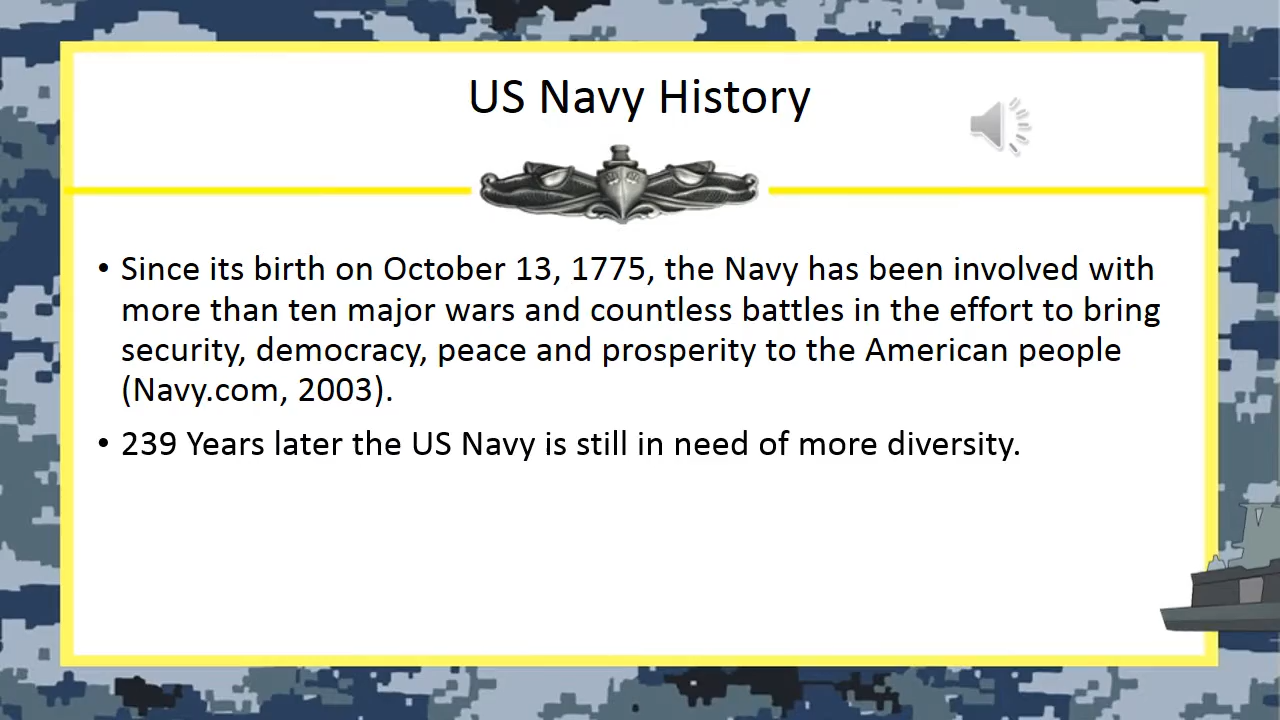 US Navy History
• Since its birth on October 13, 1775, the Navy has been involved with
more than ten major wars and countless battles in the effort to bring
security, democracy, peace and prosperity to the American people
(Navy.com, 2003).
• 239 Years later the US Navy is still in need of more diversity.